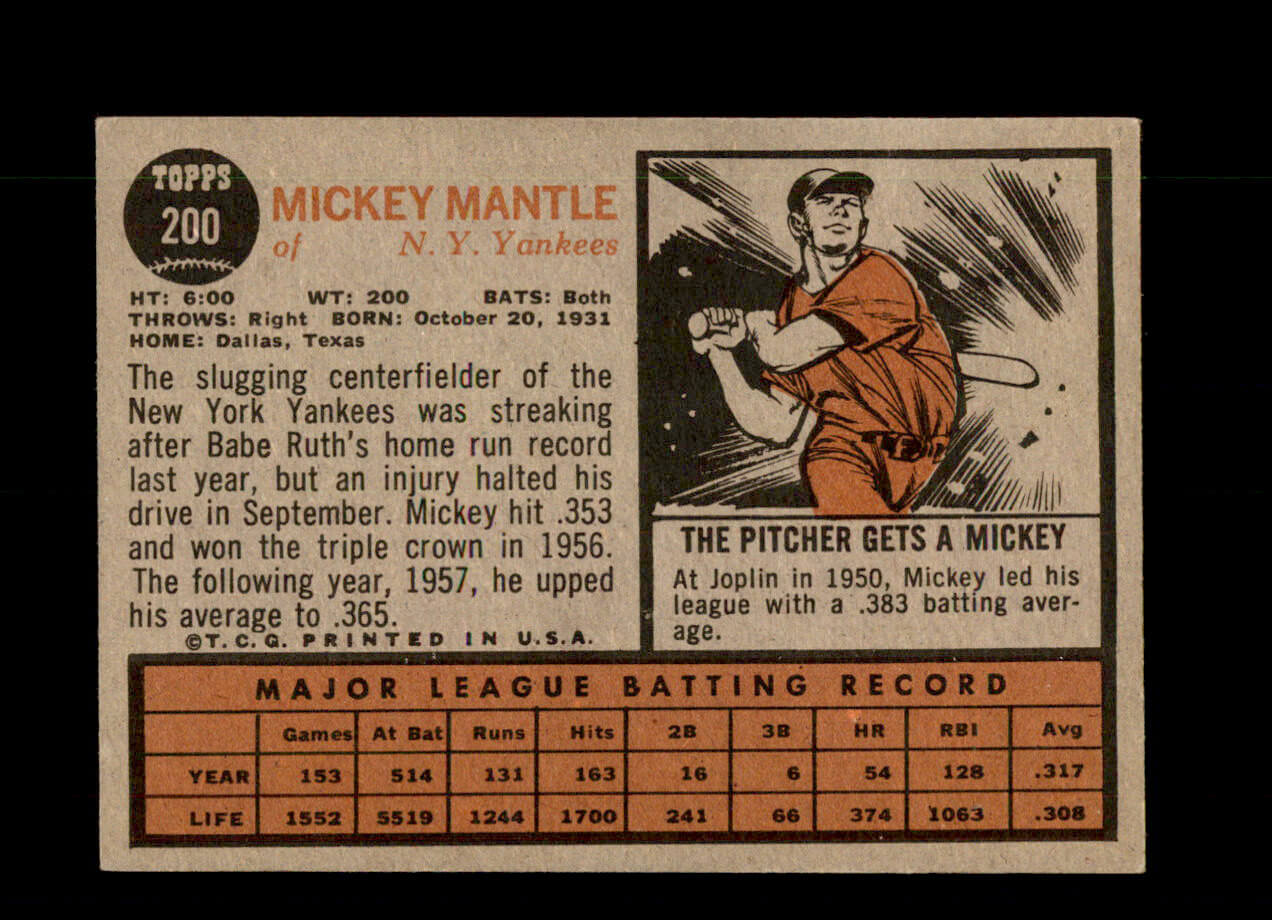 TOPPS
200
MICKEY MANTLE
of N. Y. Yankees
HT: 6:00 WT: 200 BATS: Both
THROWS: Right BORN: October 20, 1931
HOME: Dallas, Texas
The slugging centerfielder of the
New York Yankees was streaking
after Babe Ruth's home run record
last year, but an injury halted his
drive in September. Mickey hit .353
and won the triple crown in 1956.
The following year, 1957, he upped
his average to .365.
©T. C. G. PRINTED IN U.S.A.
THE PITCHER GETS A MICKEY
At Joplin in 1950, Mickey led his
league with a .383 batting aver-
age.
MAJOR LEAGUE BATTING RECORD
Games At Bat Runs Hits 2B 3B HR RBI Avg
YEAR 153 514 131 163 16 6 54 128 .317
LIFE 1552 5519 1244 1700 241 66 374 1063 .308